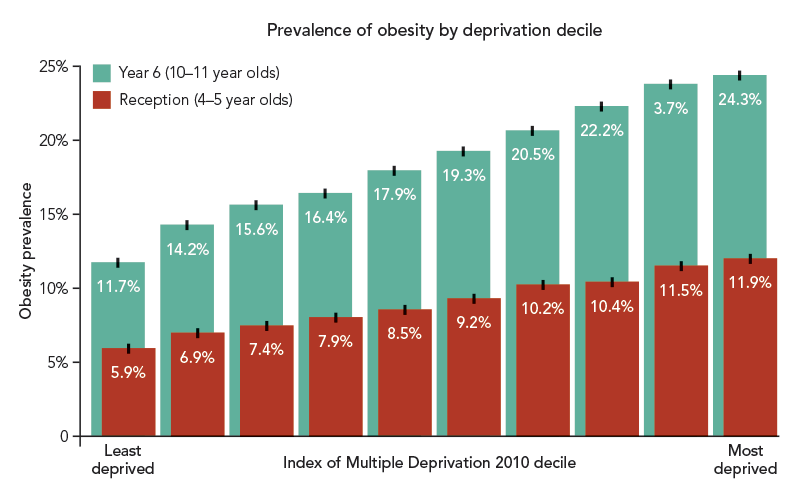 Prevalence of obesity by deprivation decile
Year 6 (10–11 year olds)
Reception (4–5 year olds)
Obesity prevalence
25%
20%
15%
10%
5%
0
11.7%
14.2%
15.6%
16.4%
17.9%
19.3%
20.5%
22.2%
3.7%
24.3%
5.9%
6.9%
7.4%
7.9%
8.5%
9.2%
10.2%
10.4%
11.5%
11.9%
Least
deprived
Index of Multiple Deprivation 2010 decile
Most
deprived